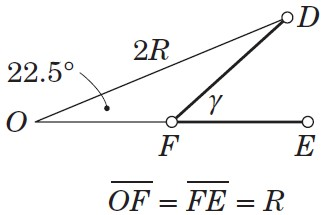 D
2R
22.5°
O
γ
F
E
OF = FE = R